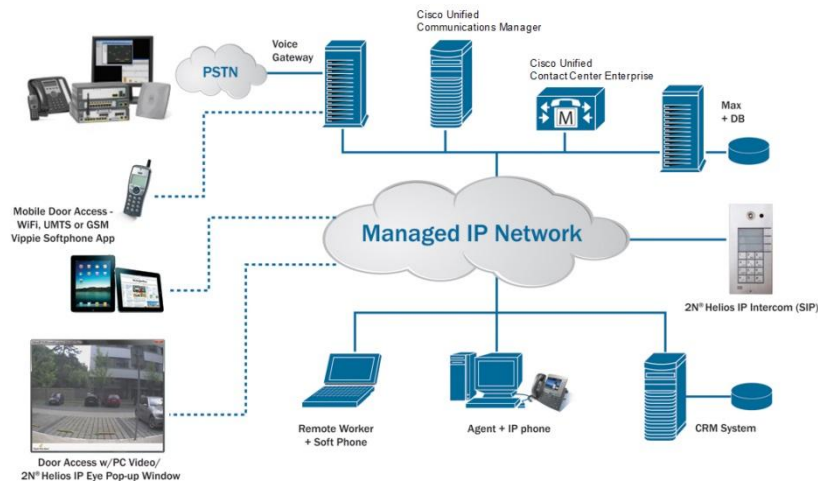 Cisco Unified
Communications Manager
Voice
Gateway
PSTN
Cisco Unified
Contact Center Enterprise
M
Max
+ DB
Mobile Door Access -
WiFi, UMTS or GSM
Vippie Softphone App
Managed IP Network
2N® Helios IP Intercom (SIP)
Remote Worker
+ Soft Phone
Agent + IP phone
CRM System
Door Access w/PC Video/
2N® Helios IP Eye Pop-up Window